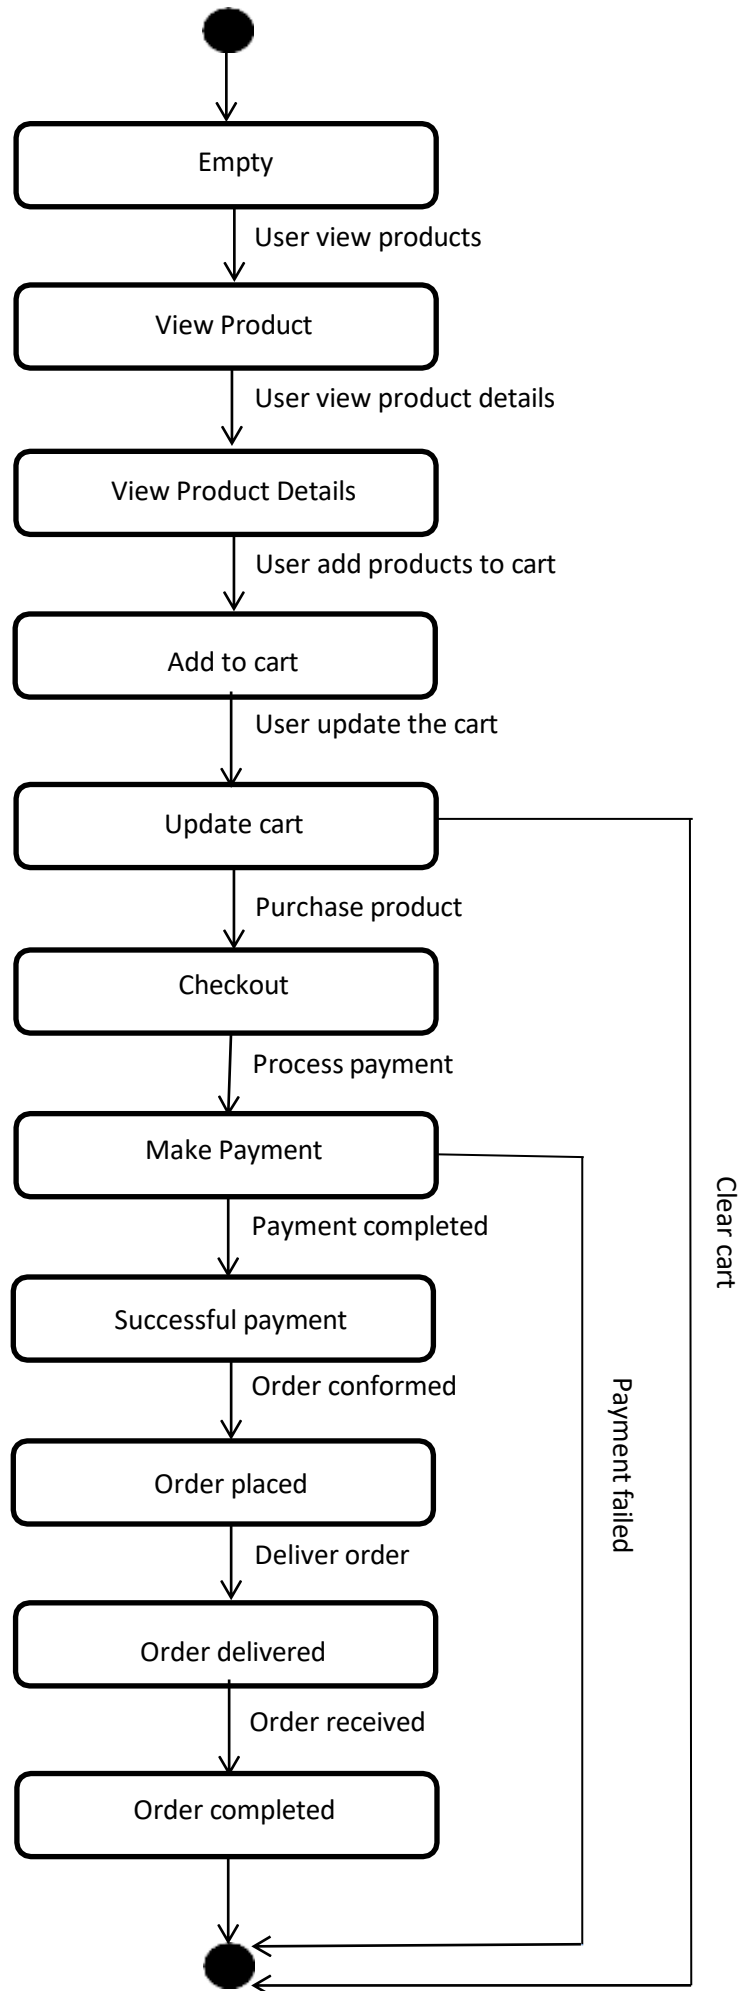 Empty
User view products
View Product
User view product details
View Product Details
User add products to cart
Add to cart
User update the cart
Update cart
Purchase product
Checkout
Process payment
Make Payment
Payment completed
Clear cart
Successful payment
Order conformed
Payment failed
Order placed
Deliver order
Order delivered
Order received
Order completed